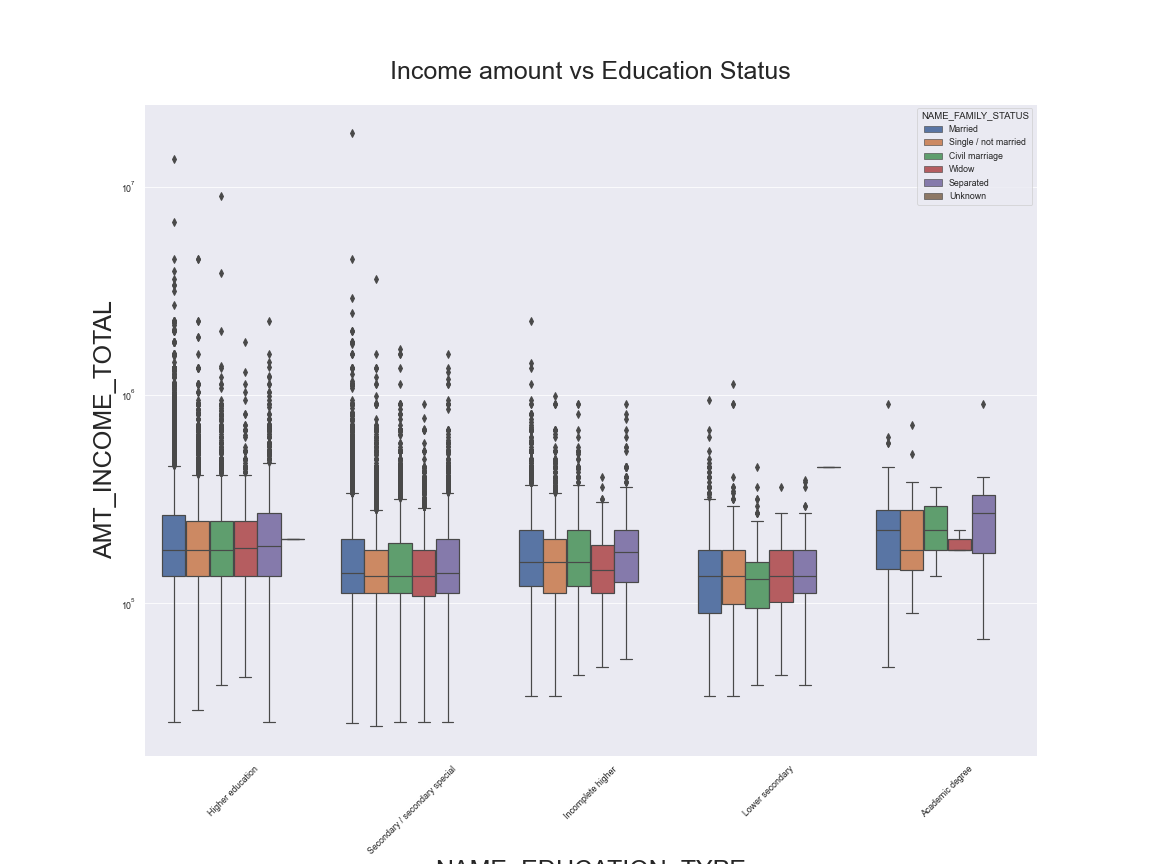 Income amount vs Education Status
NAME_FAMILY_STATUS
Married
Single / not married
Civil marriage
Widow
Separated
Unknown
AMT_INCOME_TOTAL
10⁷
10⁶
10⁵
Higher education
Secondary / secondary special
Incomplete higher
Lower secondary
Academic degree
NAME_EDUCATION_TYPE